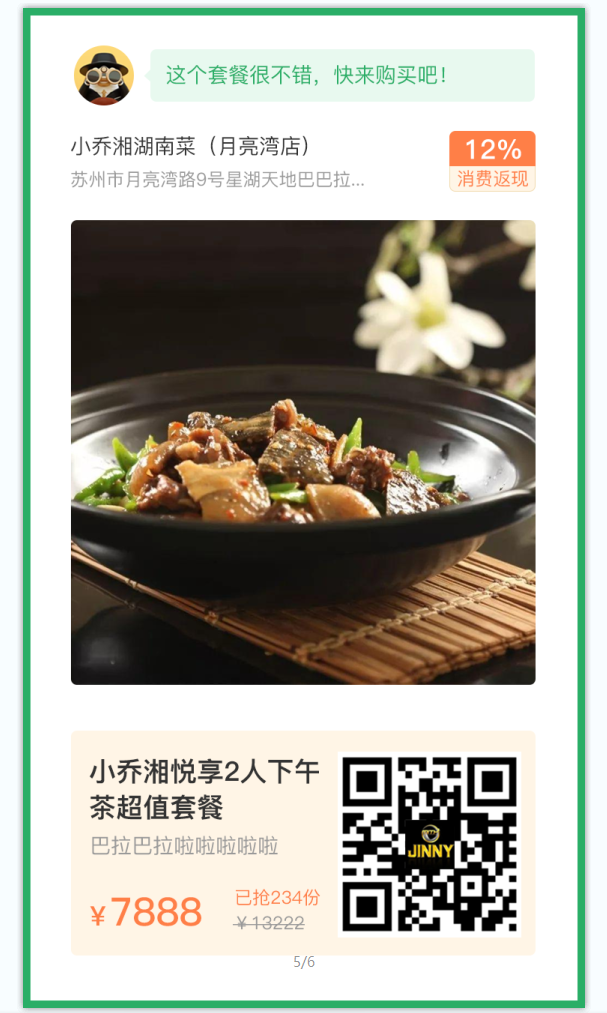 这个套餐很不错，快来购买吧！
小乔湘湖南菜（月亮湾店）
12%
苏州市月亮湾路9号星湖天地巴巴拉...
消费返现
小乔湘悦享2人下午
茶超值套餐
巴拉巴拉啦啦啦啦啦
JINNY
已抢234份
¥7888
¥13222
5/6